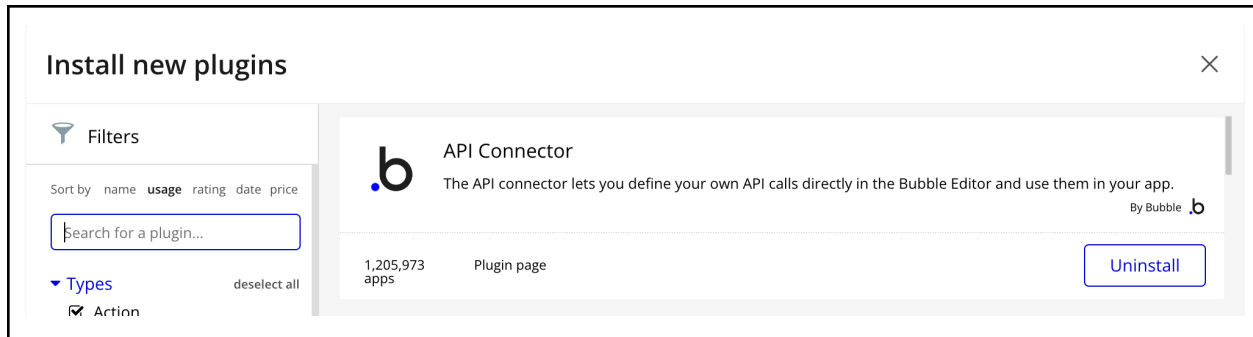 Install new plugins
Filters
Sort by name usage rating date price
Search for a plugin...
Types deselect all
Action
.b
API Connector
The API connector lets you define your own API calls directly in the Bubble Editor and use them in your app.
By Bubble .b
1,205,973
apps
Plugin page
Uninstall